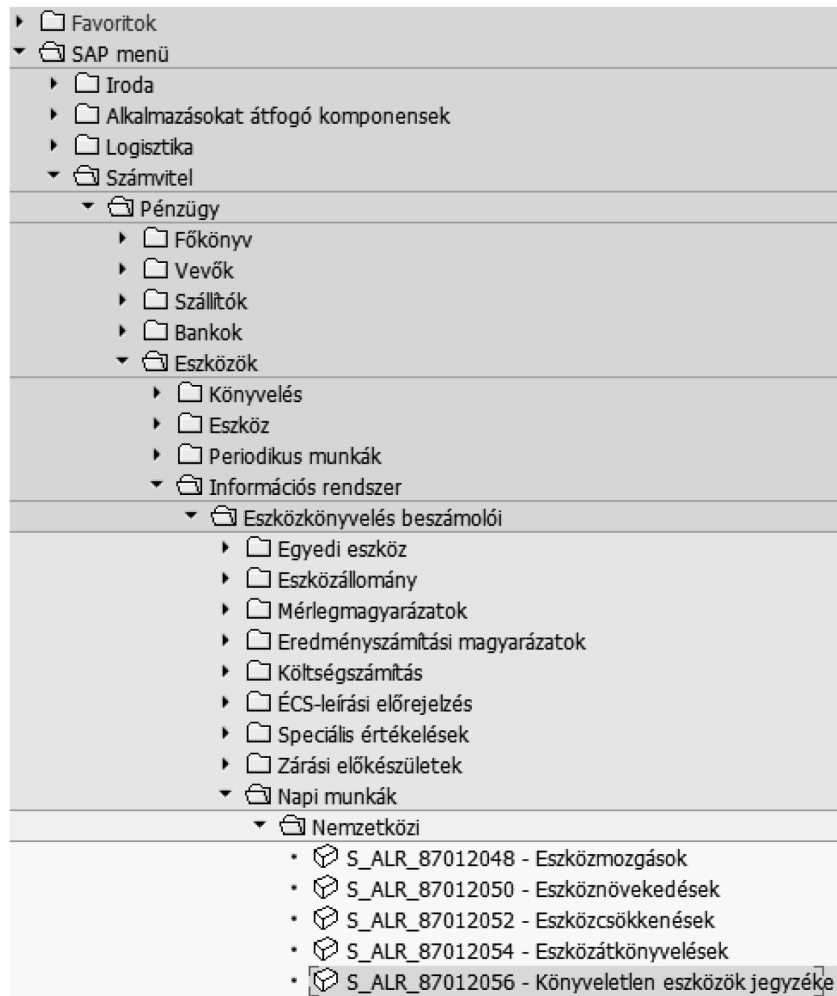 Favoritok
SAP menü
Iroda
Alkalmazásokat átfogó komponensek
Logisztika
Számvitel
Pénzügy
Főkönyv
Vevők
Szállítók
Bankok
Eszközök
Könyvelés
Eszköz
Periodikus munkák
Információs rendszer
Eszközkönyvelés beszámolói
Egyedi eszköz
Eszközállomány
Mérlegmagyarázatok
Eredményszámítási magyarázatok
Költségszámítás
ÉCS-leírási előrejelzés
Speciális értékelések
Zárási előkészületek
Napi munkák
Nemzetközi
S_ALR_87012048 - Eszközmozgások
S_ALR_87012050 - Eszköznövekedések
S_ALR_87012052 - Eszközcsökkenések
S_ALR_87012054 - Eszközátkönyvelések
S_ALR_87012056 - Könyveletlen eszközök jegyzéke